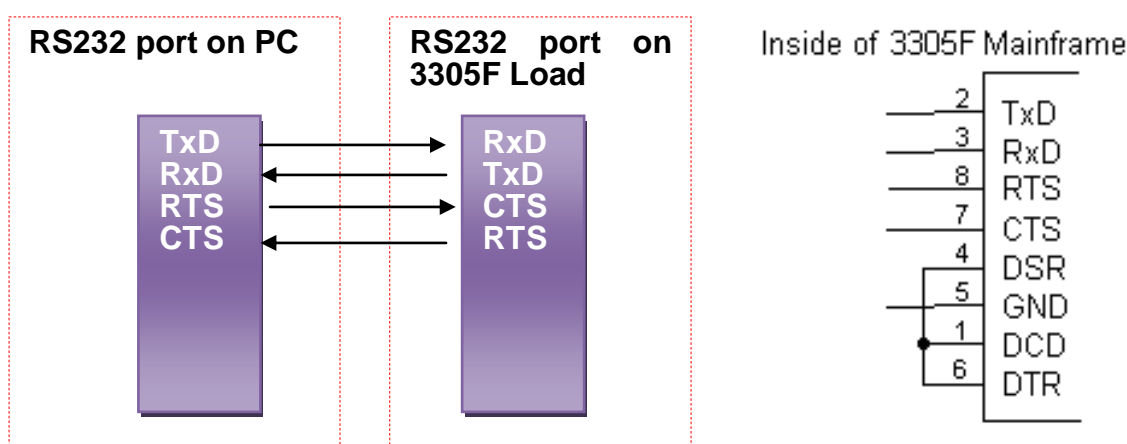 RS232 port on PC
TxD
RxD
RTS
CTS
RS232 port on
3305F Load
RxD
TxD
CTS
RTS
Inside of 3305F Mainframe
2 TxD
3 RxD
8 RTS
7 CTS
4 DSR
5 GND
1 DCD
6 DTR